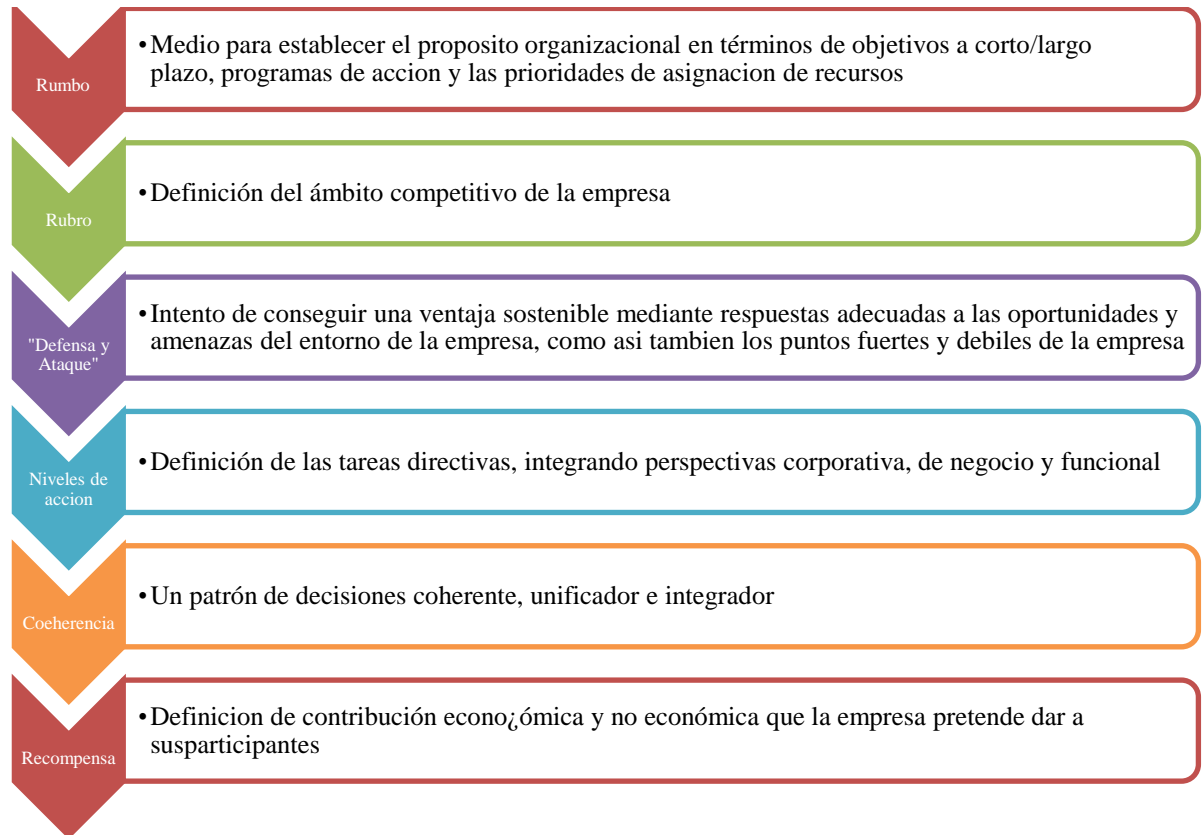 Rumbo
•Medio para establecer el proposito organizacional en términos de objetivos a corto/largo
plazo, programas de accion y las prioridades de asignacion de recursos
Rubro
•Definición del ámbito competitivo de la empresa
"Defensa y
Ataque"
•Intento de conseguir una ventaja sostenible mediante respuestas adecuadas a las oportunidades y
amenazas del entorno de la empresa, como asi tambien los puntos fuertes y debiles de la empresa
Niveles de
accion
•Definición de las tareas directivas, integrando perspectivas corporativa, de negocio y funcional
Coeherencia
•Un patrón de decisiones coherente, unificador e integrador
Recompensa
•Definicion de contribución econo¿ómica y no económica que la empresa pretende dar a
susparticipantes